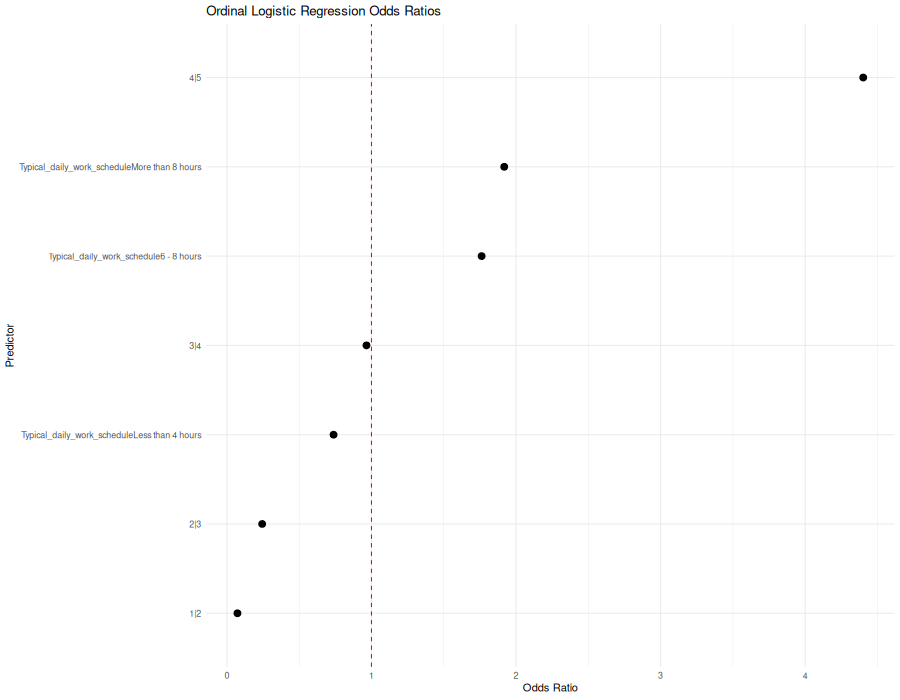 Ordinal Logistic Regression Odds Ratios
4|5
Typical_daily_work_scheduleMore than 8 hours
Typical_daily_work_schedule6 - 8 hours
3|4
Typical_daily_work_scheduleLess than 4 hours
2|3
1|2
Predictor
0 1 2 3 4
Odds Ratio